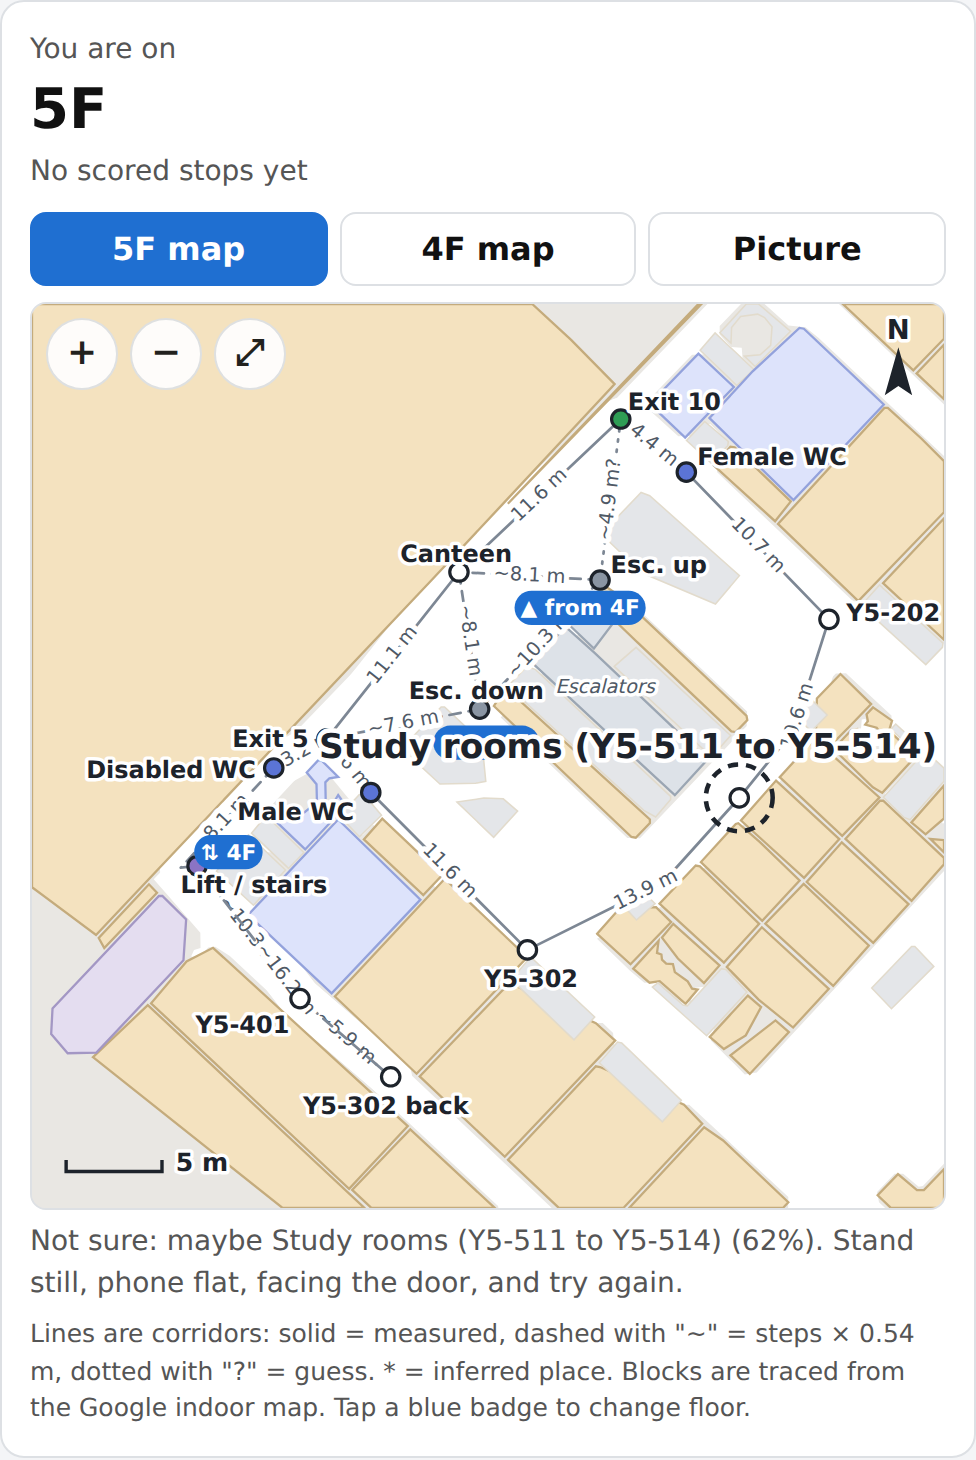 You are on
5F
No scored stops yet
5F map
4F map
Picture
+
−
N
Exit 10
4.4 m
Female WC
11.6 m
~4.9 m?
10.7 m
Canteen
~8.1 m
Esc. up
▲ from 4F
Y5-202
~8.1 m
~10.3
11.1 m
Escalators
Esc. down
~7.6 m
Exit 5
Study rooms (Y5-511 to Y5-514)
Disabled WC
Male WC
8.1 m
⇅ 4F
Lift / stairs
11.6 m
13.9 m
10.3
~16.2
Y5-302
Y5-401
~5.9 m
Y5-302 back
5 m
Not sure: maybe Study rooms (Y5-511 to Y5-514) (62%). Stand
still, phone flat, facing the door, and try again.
Lines are corridors: solid = measured, dashed with "~" = steps × 0.54
m, dotted with "?" = guess. * = inferred place. Blocks are traced from
the Google indoor map. Tap a blue badge to change floor.